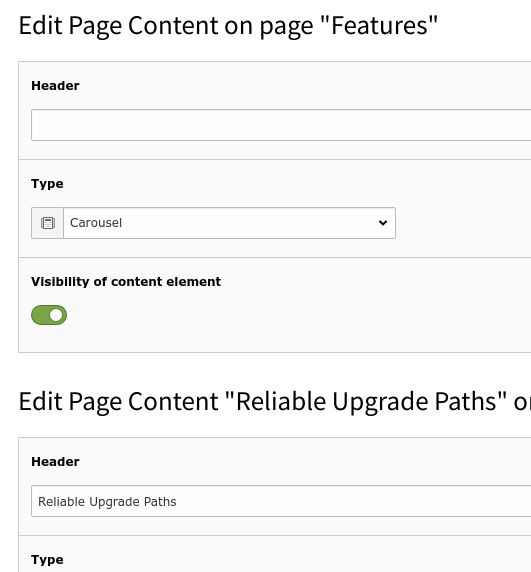 Edit Page Content on page "Features"
Header
Type
Carousel
Visibility of content element
Edit Page Content "Reliable Upgrade Paths"
Header
Reliable Upgrade Paths
Type